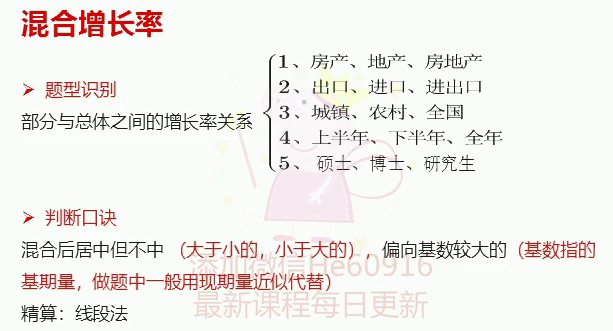 混合增长率
➢ 题型识别
部分与总体之间的增长率关系
1、房产、地产、房地产
2、出口、进口、进出口
3、城镇、农村、全国
4、上半年、下半年、全年
5、硕士、博士、研究生
➢ 判断口诀
混合后居中但不中（大于小的，小于大的），偏向基数较大的（基数指的
基期量，做题中一般用现期量近似代替）
添加微信He60916
精算：线段法
最新课程每日更新